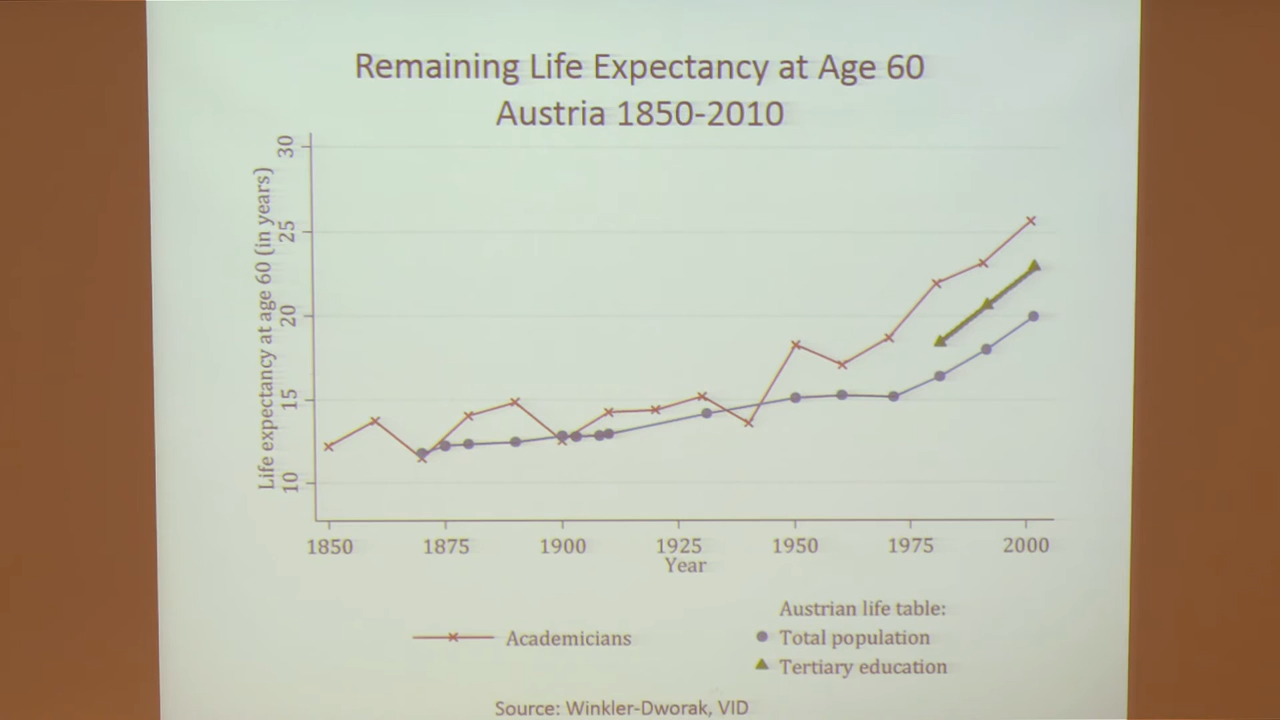 Remaining Life Expectancy at Age 60
Austria 1850-2010
Life expectancy at age 60 (in years)
30
25
20
15
10
1850 1875 1900 1925 1950 1975 2000
Year
Academicians
Austrian life table:
Total population
Tertiary education
Source: Winkler-Dworak, VID